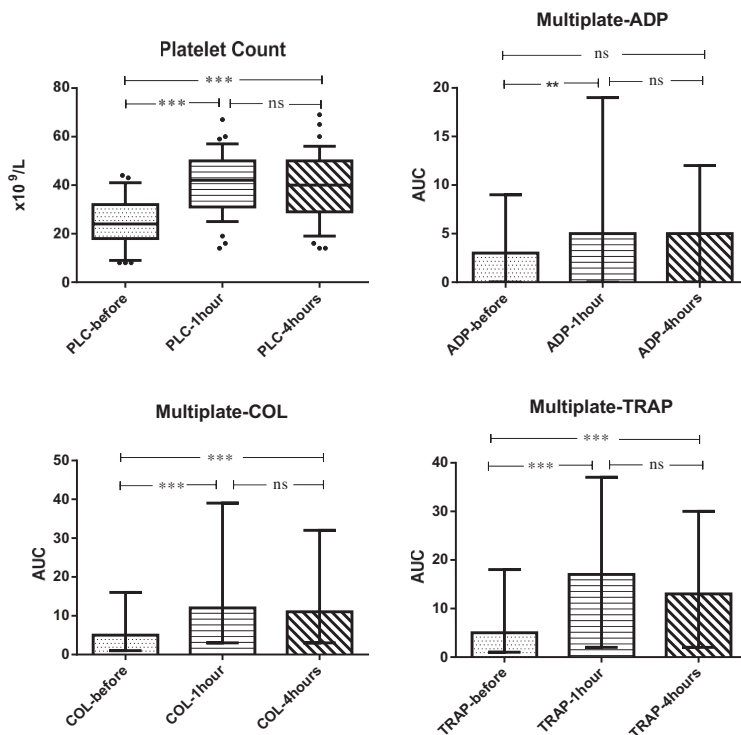 Platelet Count
***
*** ns
80
60
40
20
0
x10 9/L
PLC-before
PLC-1hour
PLC-4hours
Multiplate-ADP
ns
** ns
20
15
10
5
0
AUC
ADP-before
ADP-1hour
ADP-4hours
Multiplate-COL
***
*** ns
50
40
30
20
10
0
AUC
COL-before
COL-1hour
COL-4hours
Multiplate-TRAP
***
*** ns
40
30
20
10
0
AUC
TRAP-before
TRAP-1hour
TRAP-4hours